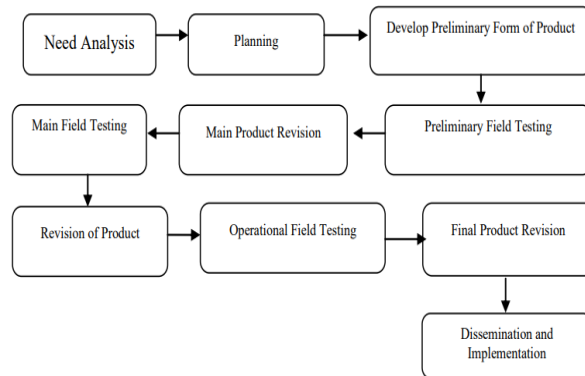 Need Analysis
Planning
Develop Preliminary Form of Product
Main Field Testing
Main Product Revision
Preliminary Field Testing
Revision of Product
Operational Field Testing
Final Product Revision
Dissemination and
Implementation